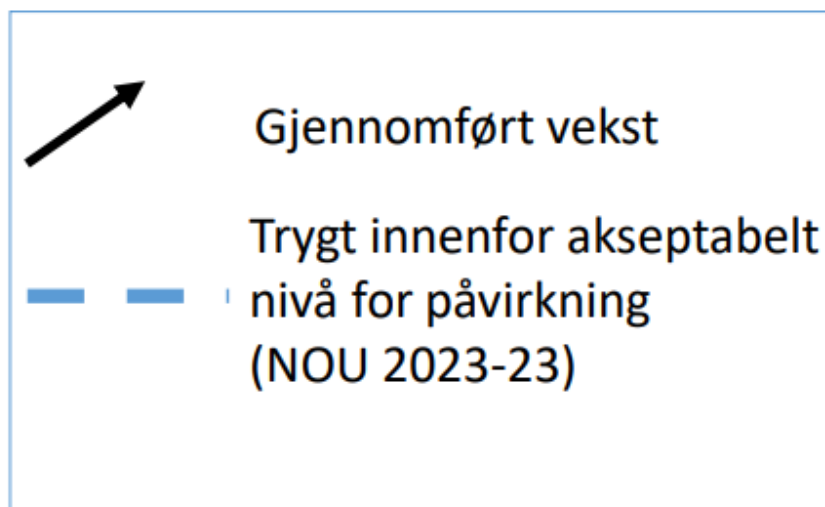 Gjennomført vekst
Trygt innenfor akseptabelt
nivå for påvirkning
(NOU 2023-23)